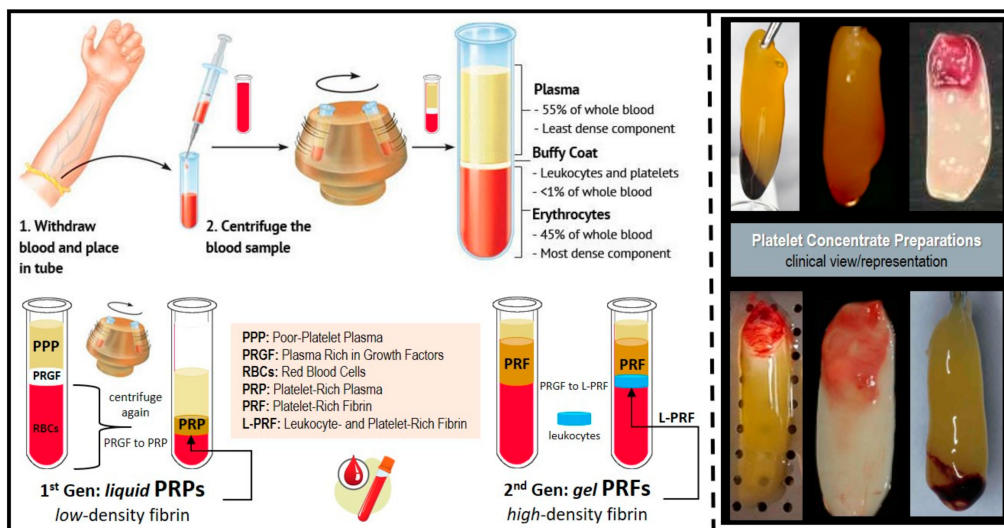 1. Withdraw
blood and place
in tube
2. Centrifuge the
blood sample
Plasma
- 55% of whole blood
- Least dense component
Buffy Coat
- Leukocytes and platelets
- <1% of whole blood
Erythrocytes
- 45% of whole blood
- Most dense component
PPP
PRGF
RBCs
centrifuge
again
PRGF to PRP
PRP
1st Gen: liquid PRPs
low-density fibrin
PPP: Poor-Platelet Plasma
PRGF: Plasma Rich in Growth Factors
RBCs: Red Blood Cells
PRP: Platelet-Rich Plasma
PRF: Platelet-Rich Fibrin
L-PRF: Leukocyte- and Platelet-Rich Fibrin
PRF
PRGF to L-PRF
leukocytes
PRF
L-PRF
2nd Gen: gel PRFs
high-density fibrin
Platelet Concentrate Preparations
clinical view/representation